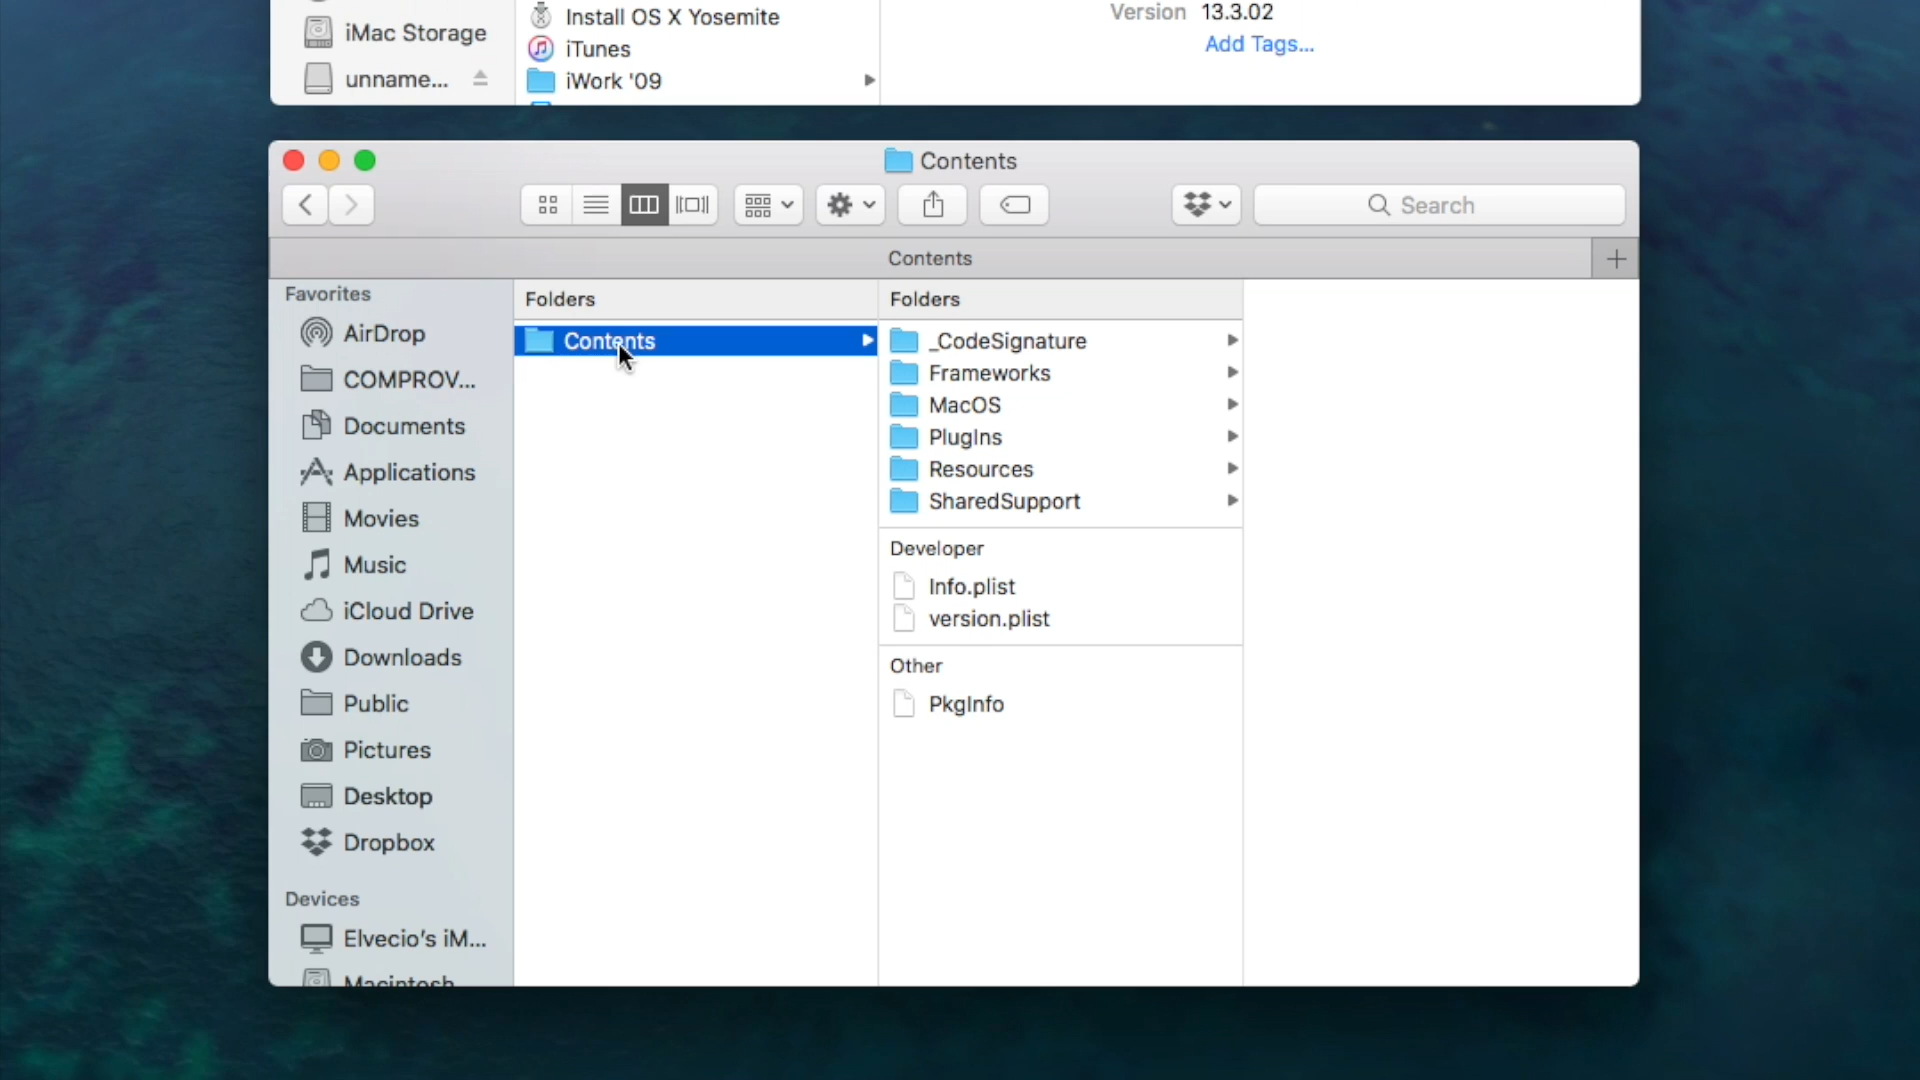 iMac Storage
unname...
Install OS X Yosemite
iTunes
iWork '09
Version 13.3.02
Add Tags...
Contents
Search
Contents
Favorites
AirDrop
COMPROV...
Documents
Applications
Movies
Music
iCloud Drive
Downloads
Public
Pictures
Desktop
Dropbox
Devices
Elvecio's iM...
Macintosh
Folders
Contents
Folders
_CodeSignature
Frameworks
MacOS
PlugIns
Resources
SharedSupport
Developer
Info.plist
version.plist
Other
PkgInfo